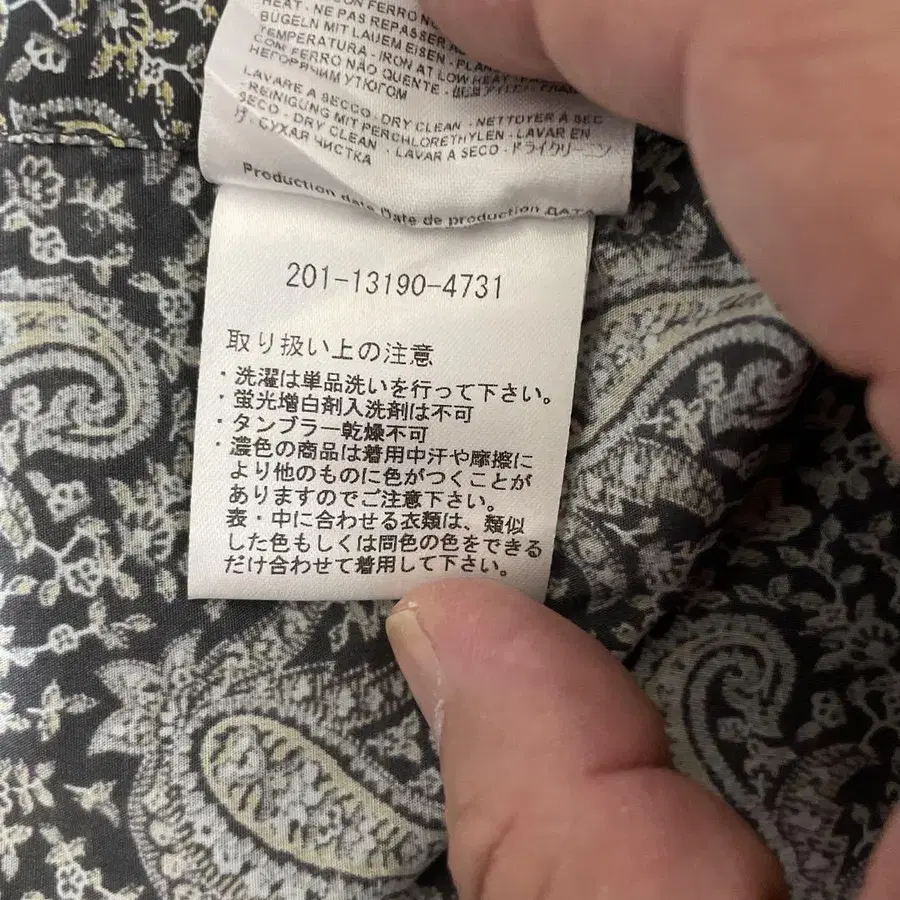 CON FERRO
HEAT - NE PAS REPASSER
BÜGELN MIT LAUEM EISEN
TEMPERATURA - IRON AT LOW HEAT
COM FERRO NÃO QUENTE - 低温
НЕГОРЯЧИМ УТЮГОМ
LAVARE A SECCO - DRY CLEAN - NETTOYER A SEC
- REINIGUNG MIT PERCHLORETHYLEN - LAVAR EN
SECO - DRY CLEAN - LAVAR A SECO - ドライクリーニン
グ - СУХАЯ ЧИСТКА
Production date Date de production ДАТ
201-13190-4731
取り扱い上の注意
・洗濯は単品洗いを行って下さい。
・蛍光増白剤入洗剤は不可
・タンブラー乾燥不可
・濃色の商品は着用中汗や摩擦に
より他のものに色がつくことが
ありますのでご注意下さい。
表・中に合わせる衣類は、類似
した色もしくは同色の色をできる
だけ合わせて着用して下さい。